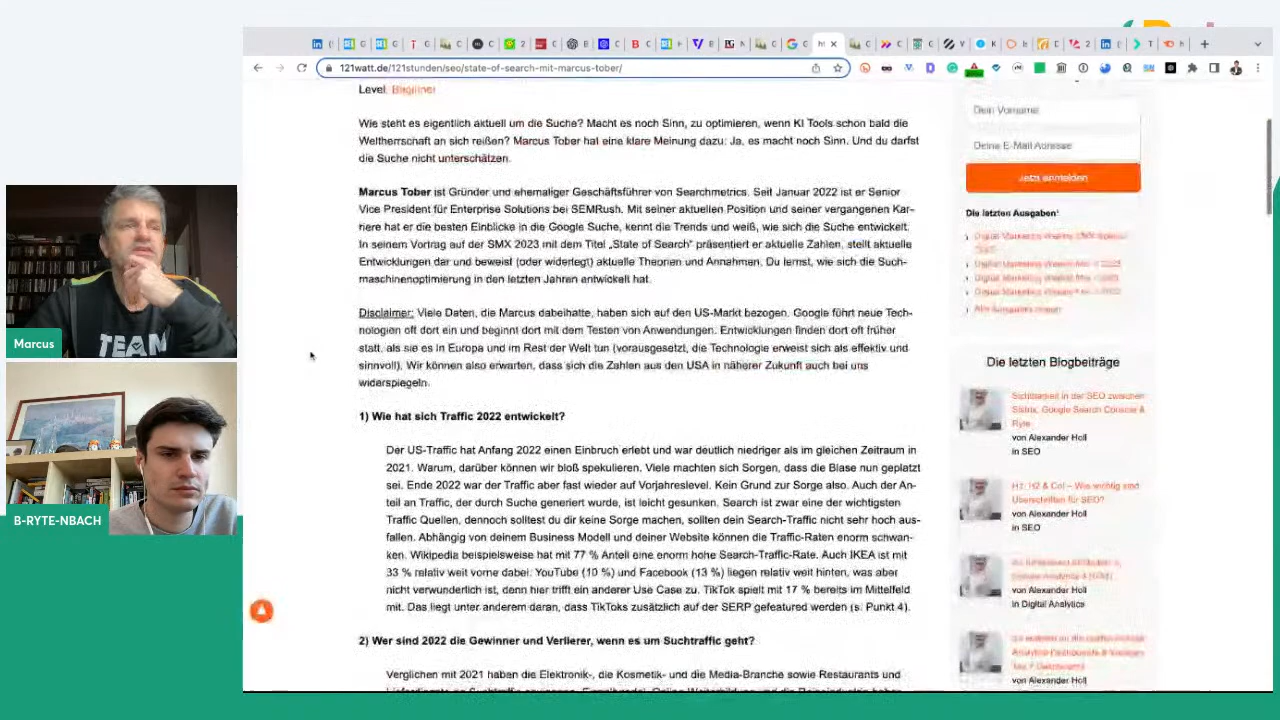 121watt.de/121stunden/seo/state-of-search-mit-marcus-tober/
Level: Beginner
Wie steht es eigentlich aktuell um die Suche? Macht es noch Sinn, zu optimieren, wenn KI Tools schon bald die
Weltherrschaft an sich reißen? Marcus Tober hat eine klare Meinung dazu: Ja, es macht noch Sinn. Und du darfst
die Suche nicht unterschätzen.
Marcus Tober ist Gründer und ehemaliger Geschäftsführer von Searchmetrics. Seit Januar 2022 ist er Senior
Vice President für Enterprise Solutions bei SEMRush. Mit seiner aktuellen Position und seiner vergangenen Kar-
riere hat er die besten Einblicke in die Google Suche, kennt die Trends und weiß, wie sich die Suche entwickelt.
In seinem Vortrag auf der SMX 2023 mit dem Titel „State of Search" präsentiert er aktuelle Zahlen, stellt aktuelle
Entwicklungen dar und beweist (oder widerlegt) aktuelle Theorien und Annahmen. Du lernst, wie sich die Such-
maschinenoptimierung in den letzten Jahren entwickelt hat.
Disclaimer: Viele Daten, die Marcus dabeihatte, haben sich auf den US-Markt bezogen. Google führt neue Tech-
nologien oft dort ein und beginnt dort mit dem Testen von Anwendungen. Entwicklungen finden dort oft früher
statt, als sie es in Europa und im Rest der Welt tun (vorausgesetzt, die Technologie erweist sich als effektiv und
sinnvoll). Wir können also erwarten, dass sich die Zahlen aus den USA in näherer Zukunft auch bei uns
widerspiegeln.
1) Wie hat sich Traffic 2022 entwickelt?
Der US-Traffic hat Anfang 2022 einen Einbruch erlebt und war deutlich niedriger als im gleichen Zeitraum in
2021. Warum, darüber können wir bloß spekulieren. Viele machten sich Sorgen, dass die Blase nun geplatzt
sei. Ende 2022 war der Traffic aber fast wieder auf Vorjahreslevel. Kein Grund zur Sorge also. Auch der An-
teil an Traffic, der durch Suche generiert wurde, ist leicht gesunken. Search ist zwar eine der wichtigsten
Traffic Quellen, dennoch solltest du dir keine Sorge machen, sollten dein Search-Traffic nicht sehr hoch aus-
fallen. Abhängig von deinem Business Modell und deiner Website können die Traffic-Raten enorm schwan-
ken. Wikipedia beispielsweise hat mit 77 % Anteil eine enorm hohe Search-Traffic-Rate. Auch IKEA ist mit
33 % relativ weit vorne dabei. YouTube (10 %) und Facebook (13 %) liegen relativ weit hinten, was aber
nicht verwunderlich ist, denn hier trifft ein anderer Use Case zu. TikTok spielt mit 17 % bereits im Mittelfeld
mit. Das liegt unter anderem daran, dass TikToks zusätzlich auf der SERP gefeatured werden (s. Punkt 4).
2) Wer sind 2022 die Gewinner und Verlierer, wenn es um Suchtraffic geht?
Verglichen mit 2021 haben die Elektronik-, die Kosmetik- und die Media-Branche sowie Restaurants und
Dein Vorname
Deine E-Mail Adresse
Jetzt anmelden
Die letzten Ausgaben:
Die letzten Blogbeiträge
Sichtbarkeit in der SEO zwischen
Sistrix, Google Search Console &
Ryte
von Alexander Holl
in SEO
H1, H2 & Co! – Wie wichtig sind
Überschriften für SEO?
von Alexander Holl
in SEO
von Alexander Holl
in Digital Analytics
von Alexander Holl
TEAM
Marcus
B-RYTE-NBACH